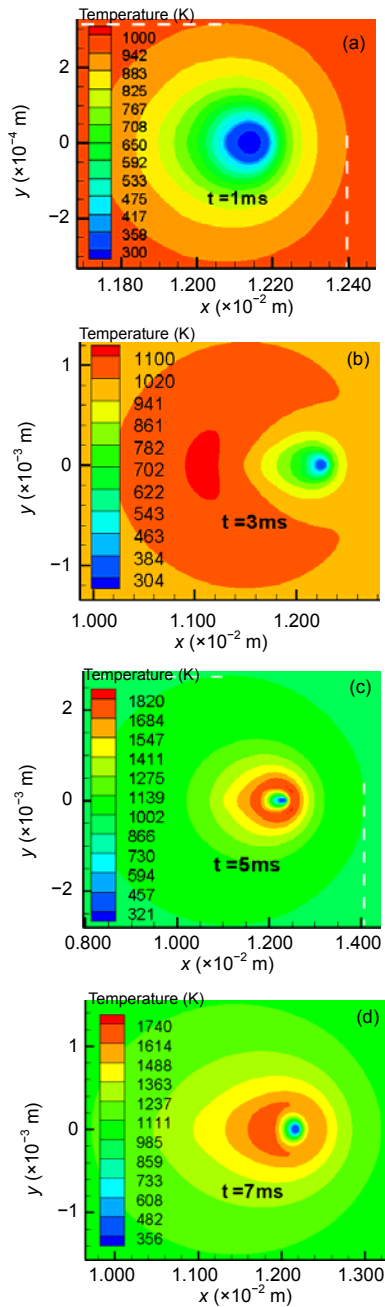 Temperature (K)
(a)
1000
942
883
825
767
708
650
592
533
475
417
358
300
2
0
−2
y (×10−4 m)
t =1ms
1.180 1.200 1.220 1.240
x (×10−2 m)
Temperature (K)
(b)
1100
1020
941
861
782
702
622
543
463
384
304
1
0
−1
y (×10−3 m)
t =3ms
1.000 1.100 1.200
x (×10−2 m)
Temperature (K)
(c)
1820
1684
1547
1411
1275
1139
1002
866
730
594
457
321
2
0
−2
y (×10−3 m)
t =5ms
0.800 1.000 1.200 1.400
x (×10−2 m)
Temperature (K)
(d)
1740
1614
1488
1363
1237
1111
985
859
733
608
482
356
1
0
−1
y (×10−3 m)
t =7ms
1.000 1.100 1.200 1.300
x (×10−2 m)